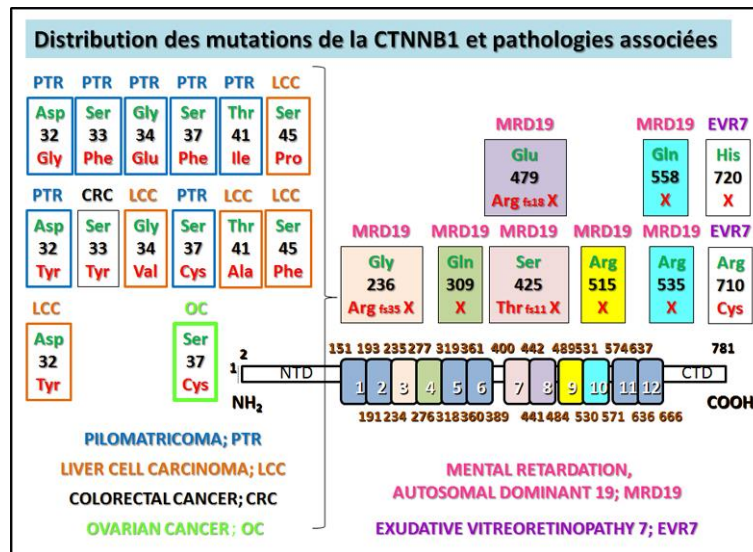 Distribution des mutations de la CTNNB1 et pathologies associées
PTR CRC PTR PTR PTR LCC
Asp Ser Gly Ser Thr Ser
32 33 34 37 41 45
Gly Phe Glu Phe Ile Pro
PTR CRC LCC PTR LCC LCC
Asp Ser Gly Ser Thr Ser
32 33 34 37 41 45
Tyr Tyr Val Cys Ala Phe
LCC OC
Asp Ser
32 37
Tyr Cys
MRD19 MRD19 EVR7
Glu Gln His
479 558 720
Arg fs18 X X X
MRD19 MRD19 MRD19 MRD19 MRD19 EVR7
Gly Gln Ser Arg Arg Arg
236 309 425 515 535 710
Arg fs35 X X Thr fs11 X X X Cys
151 193 235 277 319 361 400 442 489 531 574 637 781
1 2 NTD 1 2 3 4 5 6 7 8 9 10 11 12 CTD
NH2 COOH
191 234 276 318 360 389 441 484 530 571 636 666
PILOMATRICOMA; PTR
LIVER CELL CARCINOMA; LCC
COLORECTAL CANCER; CRC
OVARIAN CANCER; OC
MENTAL RETARDATION,
AUTOSOMAL DOMINANT 19; MRD19
EXUDATIVE VITREORETINOPATHY 7; EVR7